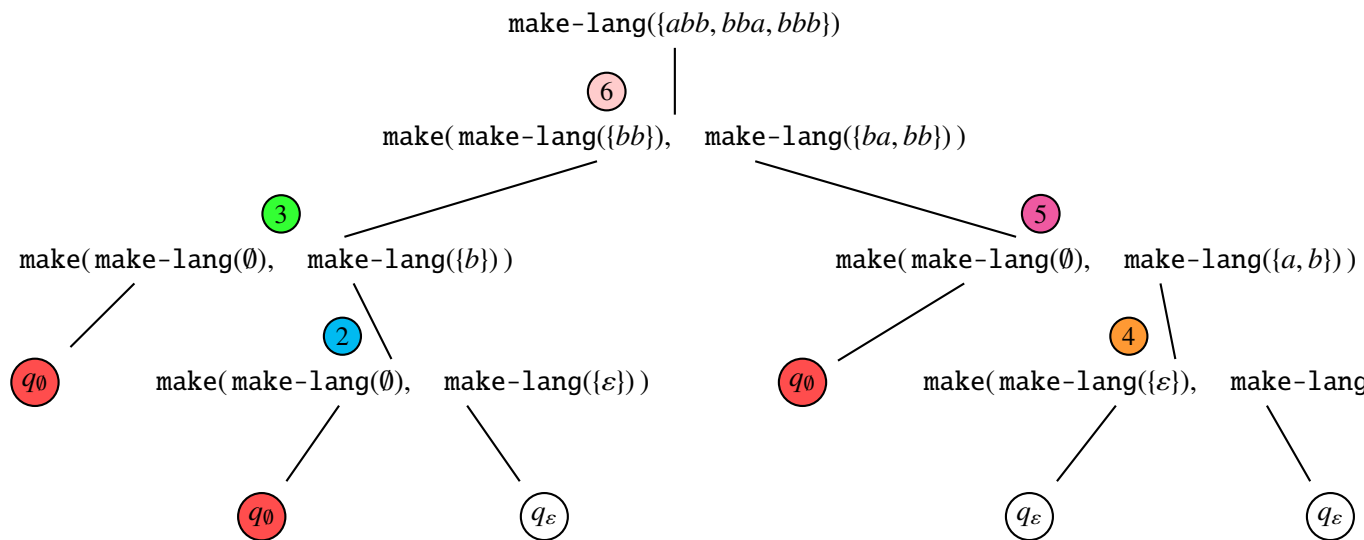 make-lang({abb, bba, bbb})
6
make( make-lang({bb}), make-lang({ba, bb}) )
3 5
make( make-lang(∅), make-lang({b}) ) make( make-lang(∅), make-lang({a, b}) )
2 4
q∅ make( make-lang(∅), make-lang({ε}) ) q∅ make( make-lang({ε}), make-lang
q∅ qε qε qε